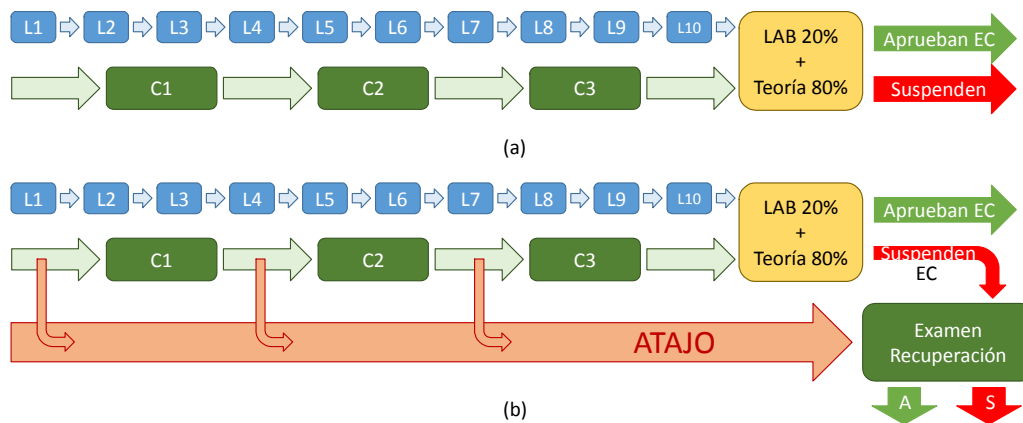 L1 L2 L3 L4 L5 L6 L7 L8 L9 L10
LAB 20%
+
Teoría 80%
Aprueban EC
C1 C2 C3
Suspenden
(a)
L1 L2 L3 L4 L5 L6 L7 L8 L9 L10
LAB 20%
+
Teoría 80%
Aprueban EC
C1 C2 C3
Suspenden
EC
ATAJO
Examen
Recuperación
A S
(b)